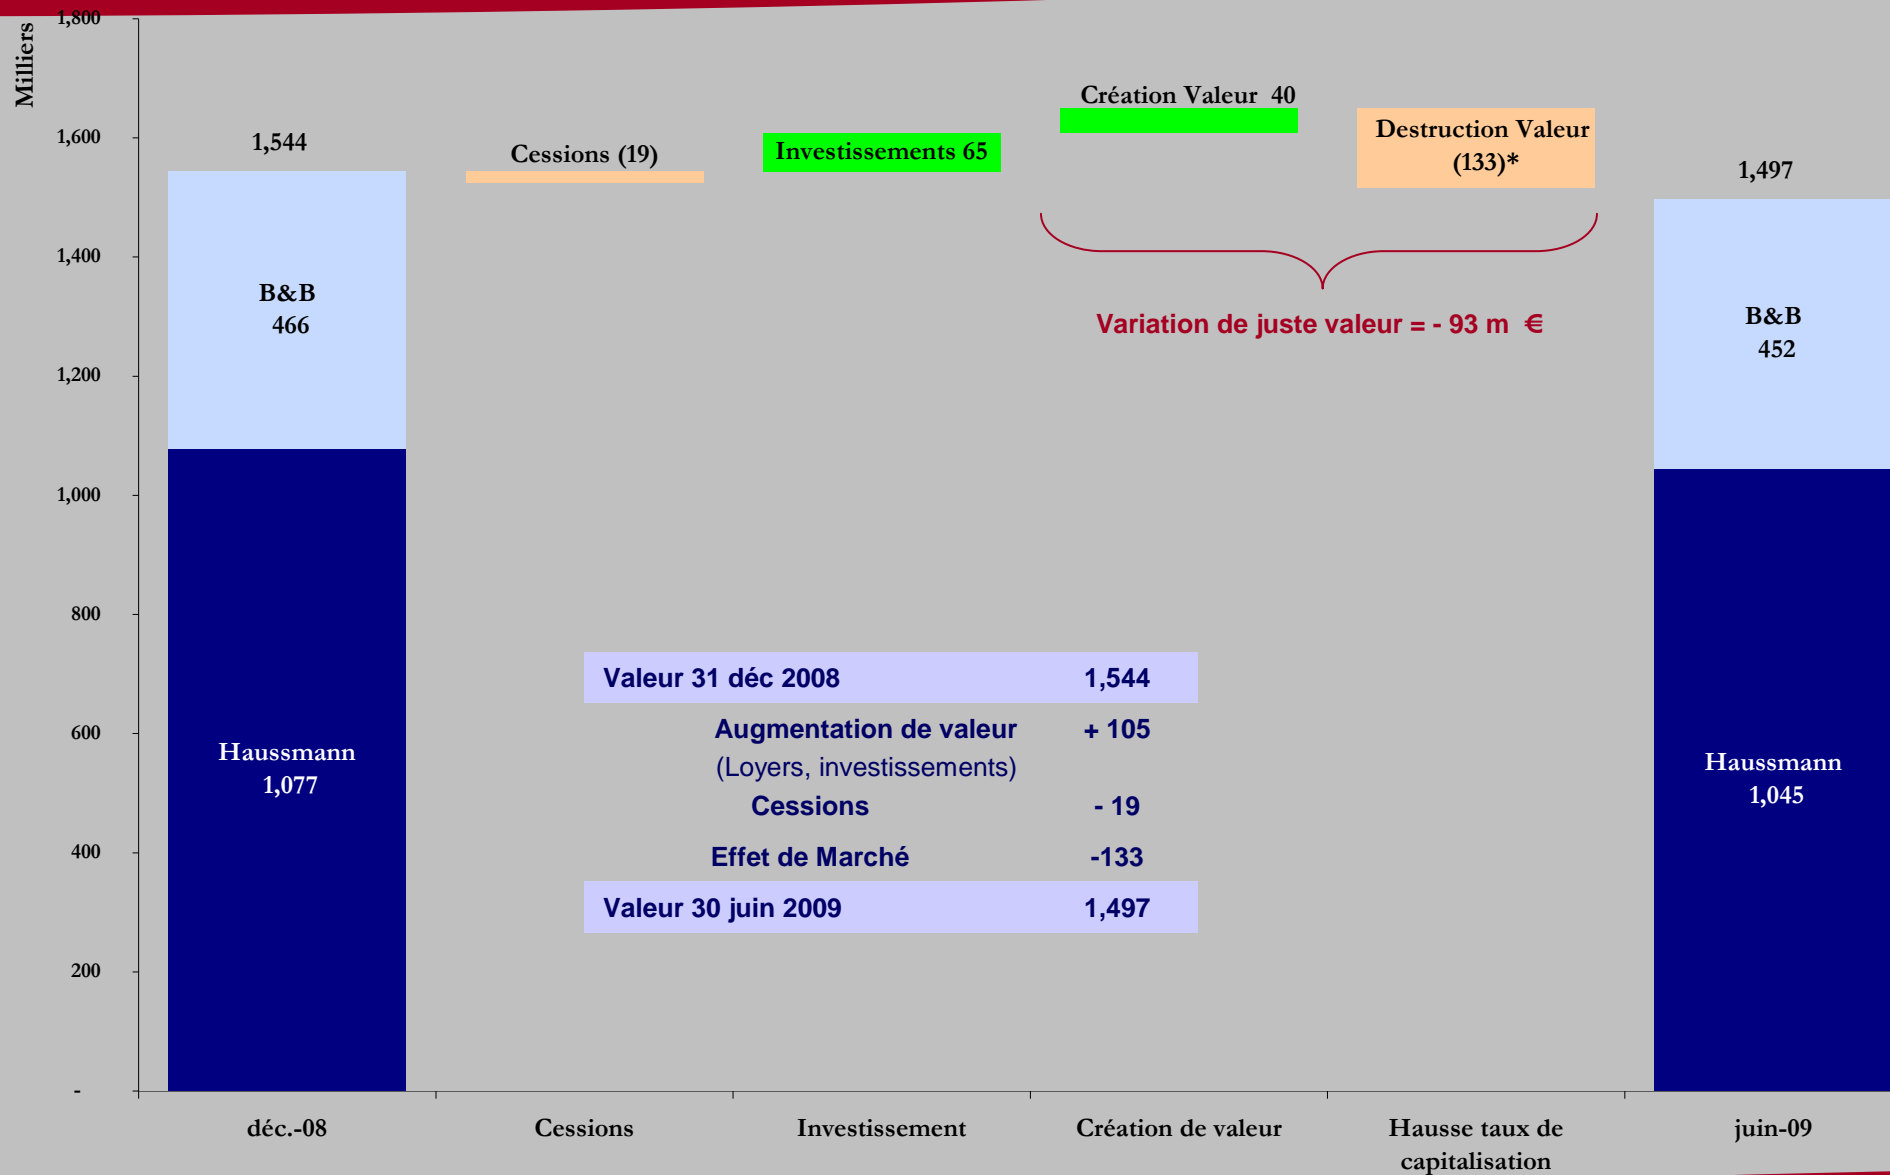 Milliers
1,800
1,600
1,400
1,200
1,000
800
600
400
200
-
1,544
B&B
466
Haussmann
1,077
Cessions (19)
Investissements 65
Création Valeur 40
Destruction Valeur
(133)*
Variation de juste valeur = - 93 m €
1,497
B&B
452
Haussmann
1,045
Valeur 31 déc 2008 1,544
Augmentation de valeur + 105
(Loyers, investissements)
Cessions - 19
Effet de Marché -133
Valeur 30 juin 2009 1,497
déc.-08
Cessions
Investissement
Création de valeur
Hausse taux de
capitalisation
juin-09